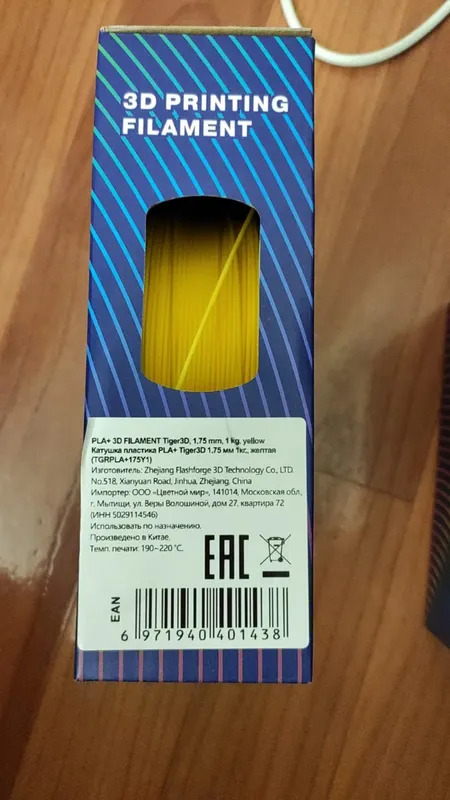 3D PRINTING
FILAMENT
PLA+ 3D FILAMENT Tiger3D, 1,75 mm, 1 kg, yellow
Катушка пластика PLA+ Tiger3D 1,75 мм 1кг., желтая
(TGRPLA+175Y1)
Изготовитель: Zhejiang Flashforge 3D Technology Co., LTD.
No.518, Xianyuan Road, Jinhua, Zhejiang, China
Импортер: ООО «Цветной мир», 141014, Московская обл.,
г. Мытищи, ул. Веры Волошиной, дом 27, квартира 72
(ИНН 5029114546)
Использовать по назначению.
Произведено в Китае.
Темп. печати: 190~220 °C.
EAC
EAN
6 971940 401438